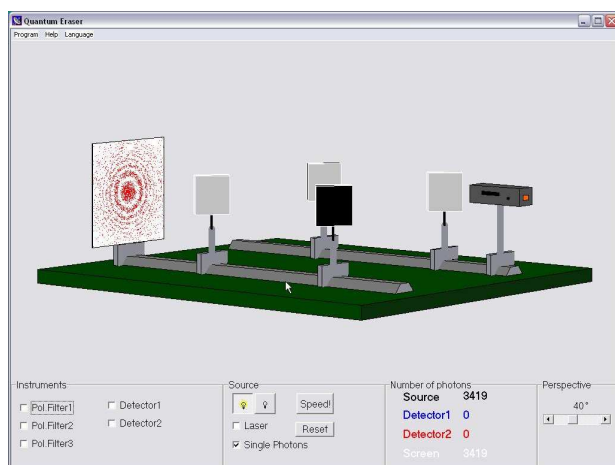 Quantum Eraser
Program Help Language
Instruments
Pol.Filter1
Pol.Filter2
Pol.Filter3
Detector1
Detector2
Source
Speed!
Laser
Reset
Single Photons
Number of photons
Source 3419
Detector1 0
Detector2 0
Screen 3419
Perspective
40°